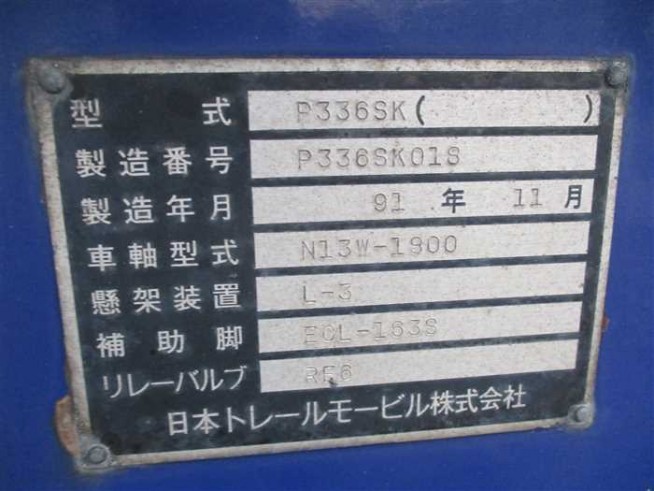 型式 P336SK( )
製造番号 P336SK01S
製造年月 91 年 11 月
車軸型式 N13W-1900
懸架装置 L-3
補助脚 ECL-163S
リレーバルブ RE6
日本トレールモービル株式会社